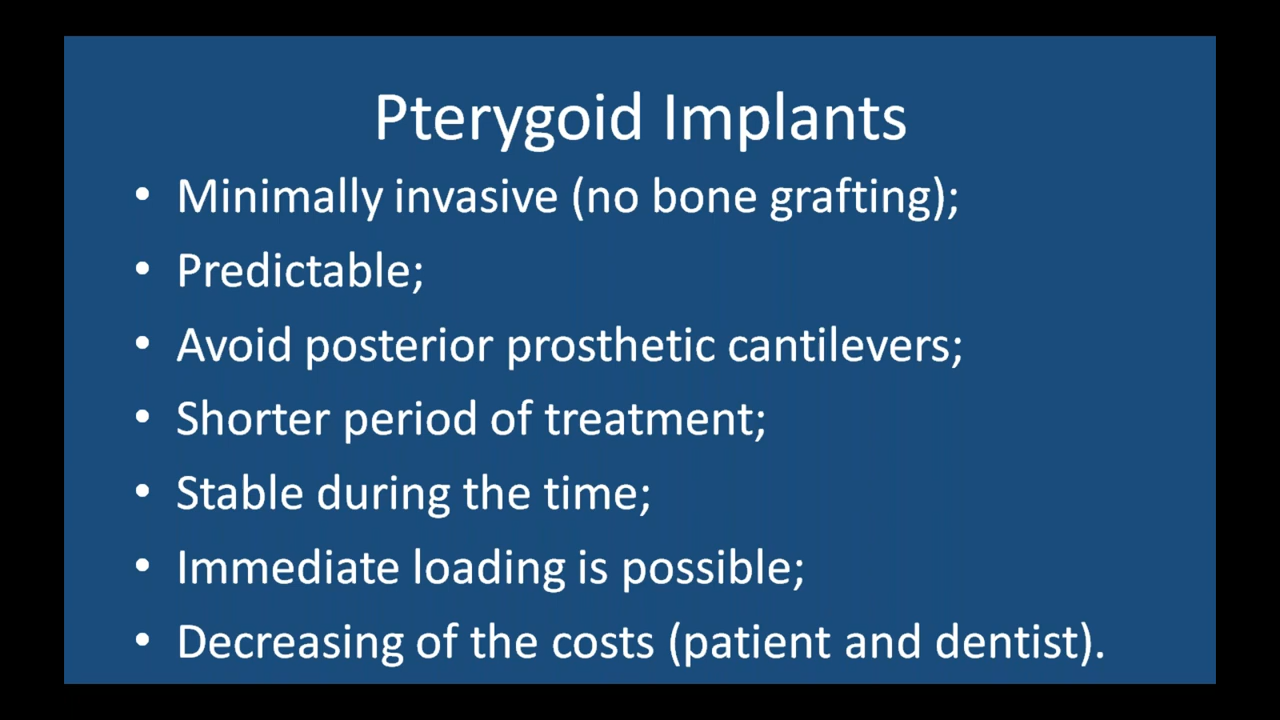 Pterygoid Implants
• Minimally invasive (no bone grafting);
• Predictable;
• Avoid posterior prosthetic cantilevers;
• Shorter period of treatment;
• Stable during the time;
• Immediate loading is possible;
• Decreasing of the costs (patient and dentist).